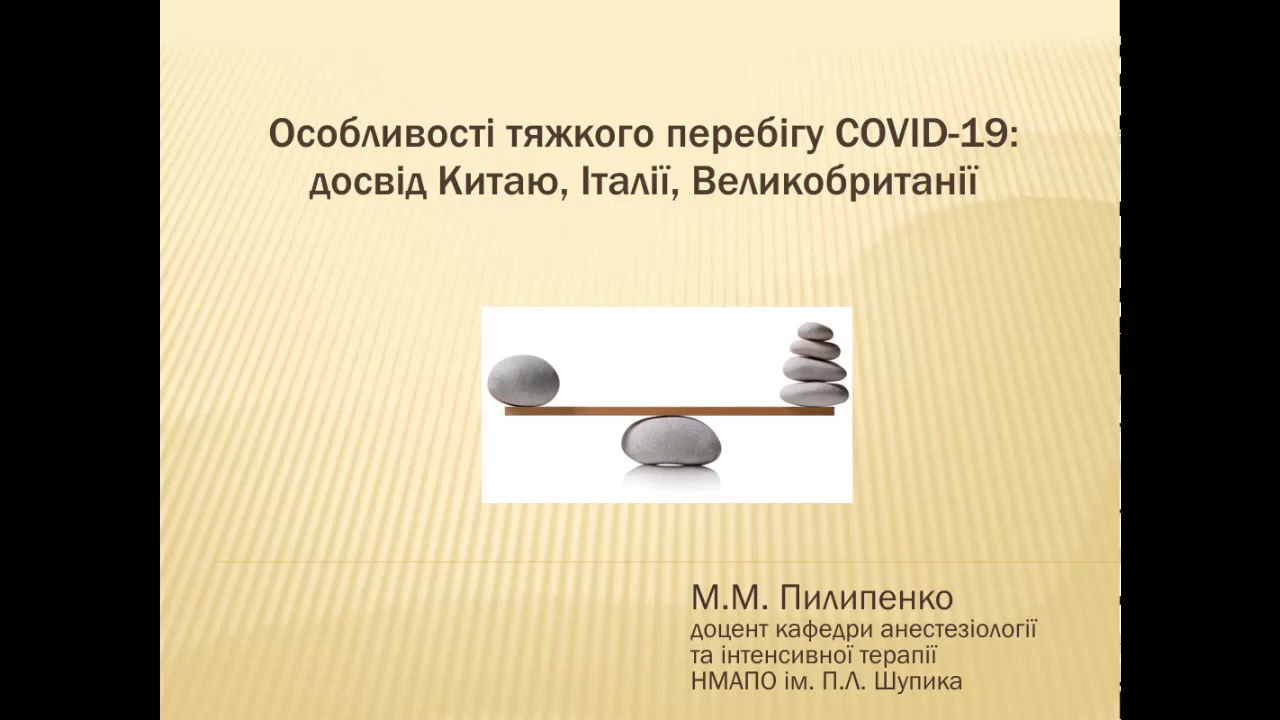 Особливості тяжкого перебігу COVID-19:
досвід Китаю, Італії, Великобританії
М.М. Пилипенко
доцент кафедри анестезіології
та інтенсивної терапії
НМАПО ім. П.Л. Шупика